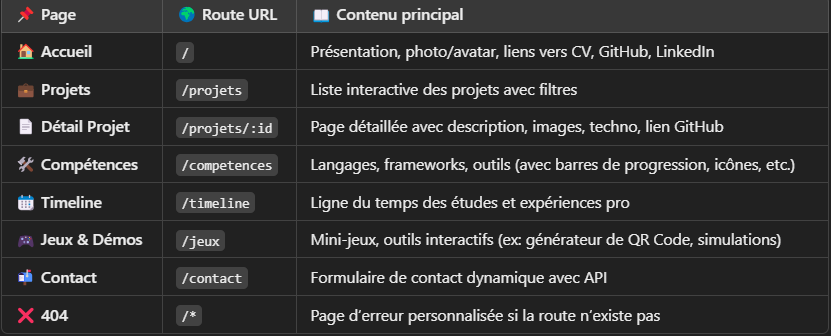 📌 Page 🌍 Route URL 📖 Contenu principal
🏠 Accueil / Présentation, photo/avatar, liens vers CV, GitHub, LinkedIn
💼 Projets /projets Liste interactive des projets avec filtres
📄 Détail Projet /projets/:id Page détaillée avec description, images, techno, lien GitHub
🛠 Compétences /competences Langages, frameworks, outils (avec barres de progression, icônes, etc.)
📅 Timeline /timeline Ligne du temps des études et expériences pro
🎮 Jeux & Démos /jeux Mini-jeux, outils interactifs (ex: générateur de QR Code, simulations)
📬 Contact /contact Formulaire de contact dynamique avec API
❌ 404 /* Page d’erreur personnalisée si la route n’existe pas